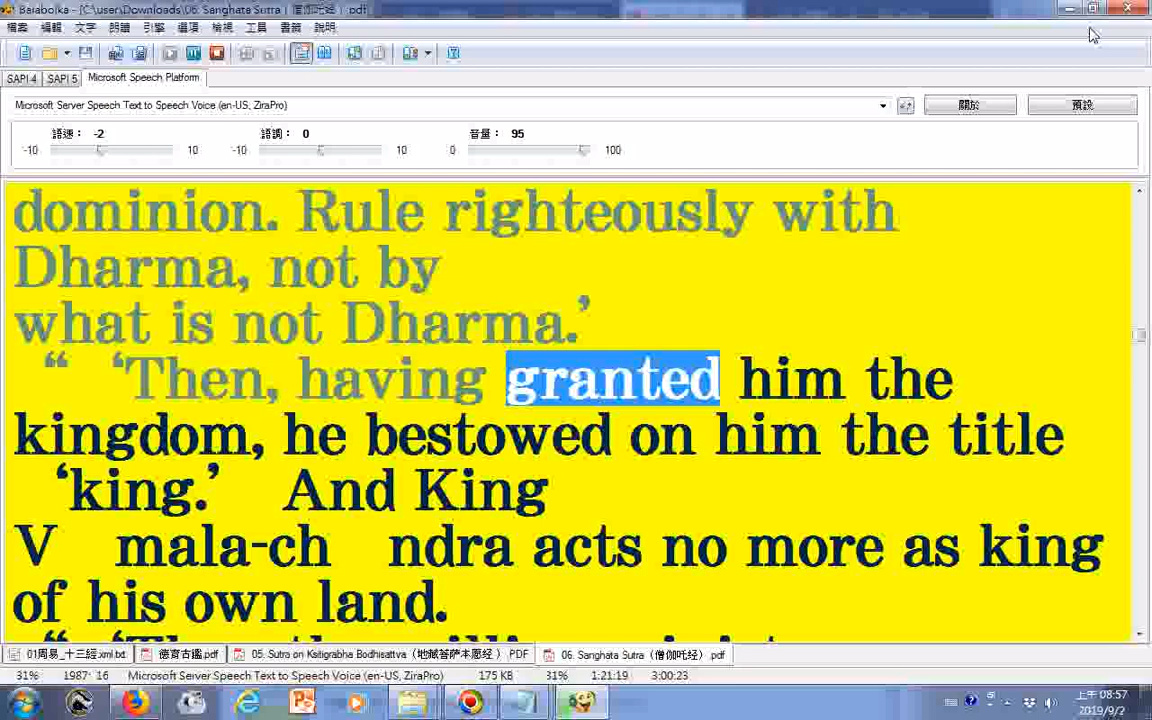 Balabolka - [C:\user\Downloads\06. Sanghata Sutra（僧伽吒经）.pdf]
檔案 編輯 文字 朗讀 引擎 選項 檢視 工具 書籤 說明
SAPI 4 SAPI 5 Microsoft Speech Platform
Microsoft Server Speech Text to Speech Voice (en-US, ZiraPro) 關於 預設
語速： -2 語調： 0 音量： 95
-10 10 -10 10 0 100
dominion. Rule righteously with
Dharma, not by
what is not Dharma.’
“ ‘Then, having granted him the
kingdom, he bestowed on him the title
‘king.’ And King
V mala-ch ndra acts no more as king
of his own land.
01周易_十三經.xml.txt 德育古鑑.pdf 05. Sutra on Ksitigrabha Bodhisattva（地藏菩萨本愿经）.PDF 06. Sanghata Sutra（僧伽吒经）.pdf
31% 1987: 16 Microsoft Server Speech Text to Speech Voice (en-US, ZiraPro) 175 KB 31% 1:21:19 3:00:23
上午 08:57
2019/9/2